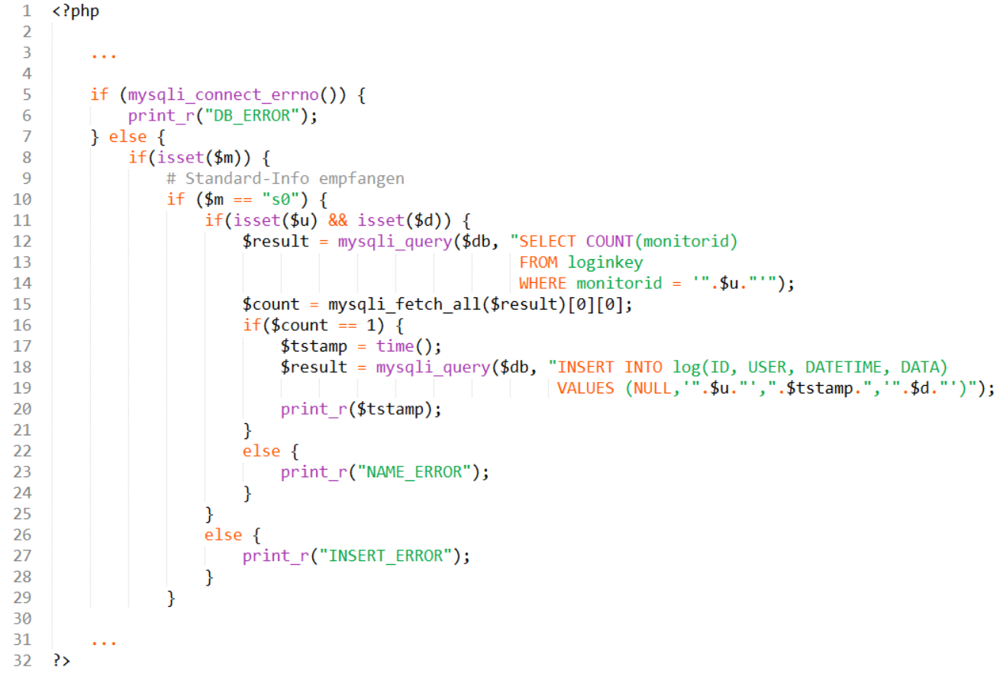 1 <?php
2
3     ...
4
5     if (mysqli_connect_errno()) {
6         print_r("DB_ERROR");
7     } else {
8         if(isset($m)) {
9             # Standard-Info empfangen
10             if ($m == "s0") {
11                 if(isset($u) && isset($d)) {
12                     $result = mysqli_query($db, "SELECT COUNT(monitorid)
13                                                  FROM loginkey
14                                                  WHERE monitorid = '".$u."'");
15                     $count = mysqli_fetch_all($result)[0][0];
16                     if($count == 1) {
17                         $tstamp = time();
18                         $result = mysqli_query($db, "INSERT INTO log(ID, USER, DATETIME, DATA)
19                                                      VALUES (NULL,'".$u."',".$tstamp.",'".$d."')");
20                         print_r($tstamp);
21                     }
22                     else {
23                         print_r("NAME_ERROR");
24                     }
25                 }
26                 else {
27                     print_r("INSERT_ERROR");
28                 }
29             }
30
31     ...
32 ?>